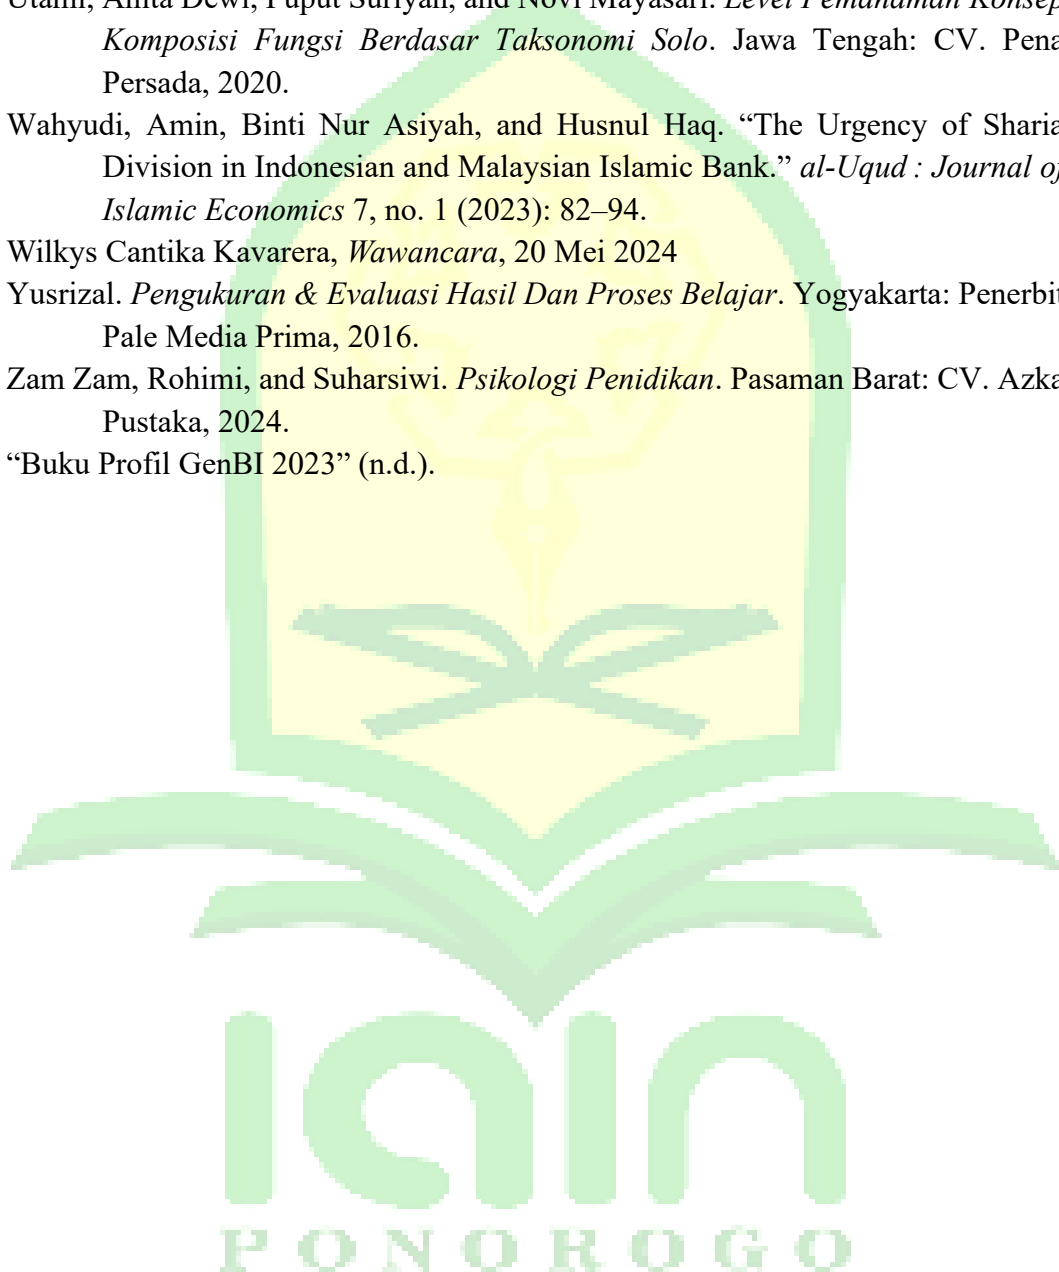 Utami, Anita Dewi, Puput Suriyah, and Novi Mayasari. Level Pemahaman Konsep
Komposisi Fungsi Berdasar Taksonomi Solo. Jawa Tengah: CV. Pena
Persada, 2020.
Wahyudi, Amin, Binti Nur Asiyah, and Husnul Haq. “The Urgency of Sharia
Division in Indonesian and Malaysian Islamic Bank.” al-Uqud : Journal of
Islamic Economics 7, no. 1 (2023): 82–94.
Wilkys Cantika Kavarera, Wawancara, 20 Mei 2024
Yusrizal. Pengukuran & Evaluasi Hasil Dan Proses Belajar. Yogyakarta: Penerbit
Pale Media Prima, 2016.
Zam Zam, Rohimi, and Suharsiwi. Psikologi Penidikan. Pasaman Barat: CV. Azka
Pustaka, 2024.
“Buku Profil GenBI 2023” (n.d.).
iain
PONOROGO